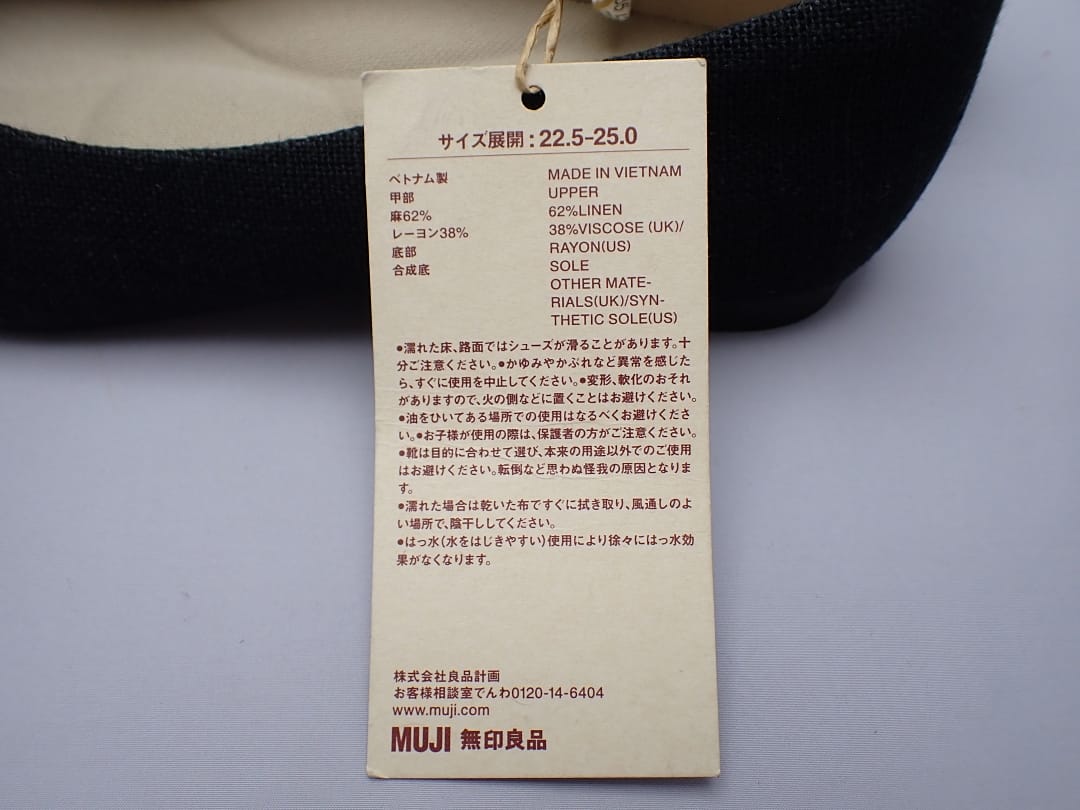 サイズ展開：22.5-25.0
ベトナム製
甲部
麻62%
レーヨン38%
底部
合成底
MADE IN VIETNAM
UPPER
62%LINEN
38%VISCOSE (UK)/
RAYON(US)
SOLE
OTHER MATE-
RIALS(UK)/SYN-
THETIC SOLE(US)
●濡れた床、路面ではシューズが滑ることがあります。十
分ご注意ください。●かゆみやかぶれなど異常を感じた
ら、すぐに使用を中止してください。●変形、軟化のおそれ
がありますので、火の側などに置くことはお避けください。
●油をひいてある場所での使用はなるべくお避けくださ
い。●お子様が使用の際は、保護者の方がご注意ください。
●靴は目的に合わせて選び、本来の用途以外でのご使用
はお避けください。転倒など思わぬ怪我の原因となりま
す。
●濡れた場合は乾いた布ですぐに拭き取り、風通しのよ
い場所で、陰干ししてください。
●はっ水（水をはじきやすい）使用により徐々にはっ水効
果がなくなります。
株式会社良品計画
お客様相談室でんわ0120-14-6404
www.muji.com
MUJI 無印良品